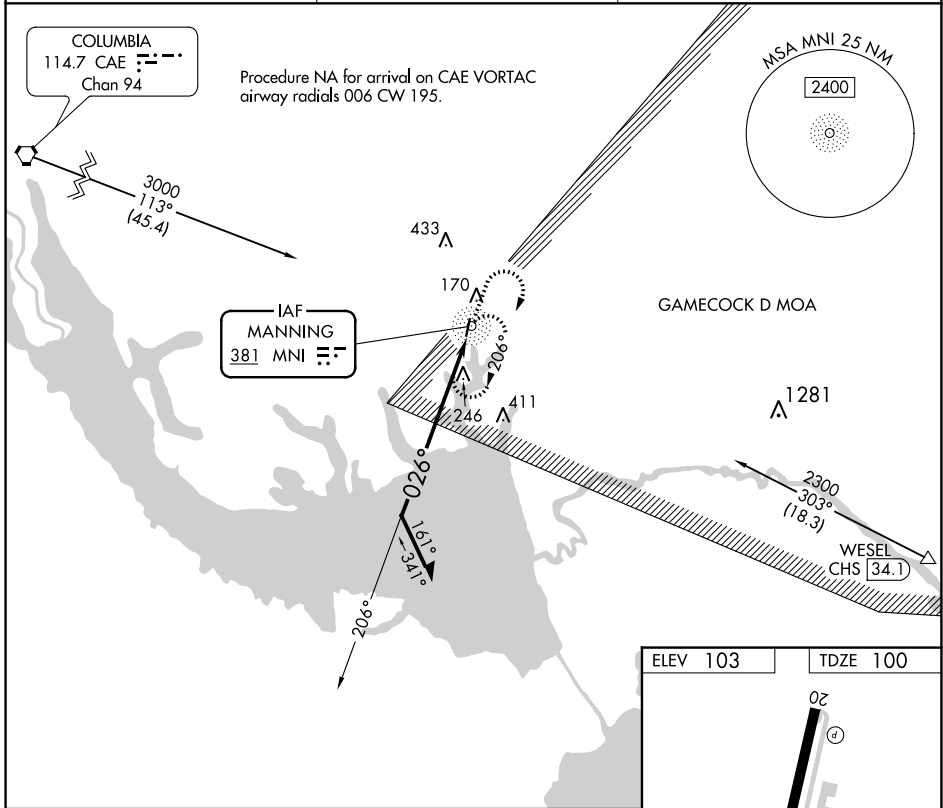 COLUMBIA
114.7 CAE
Chan 94
Procedure NA for arrival on CAE VORTAC
airway radials 006 CW 195.
MSA MNI 25 NM
2400
3000
113°
(45.4)
433
170
IAF
MANNING
381 MNI
GAMECOCK D MOA
206°
246
411
1281
026°
2300
303°
(18.3)
WESEL
CHS 34.1
161°
341°
206°
ELEV 103
TDZE 100
20
P